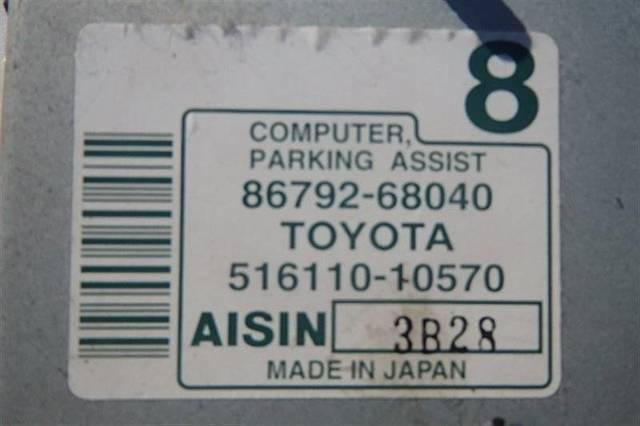 8
COMPUTER,
PARKING ASSIST
86792-68040
TOYOTA
516110-10570
AISIN 3B28
MADE IN JAPAN